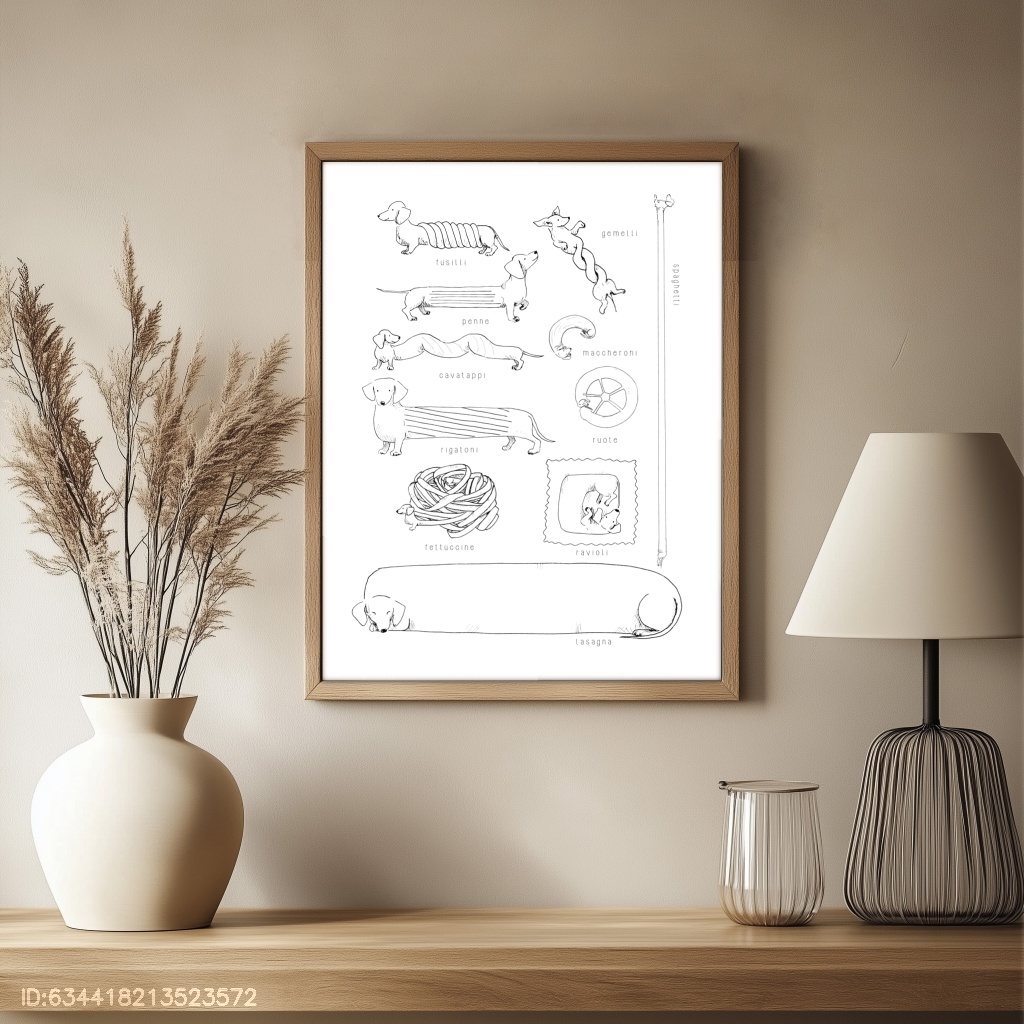 fusilli
gemelli
spaghetti
penne
maccheroni
cavatappi
ruote
rigatoni
fettuccine
ravioli
lasagna
ID:634418213523572